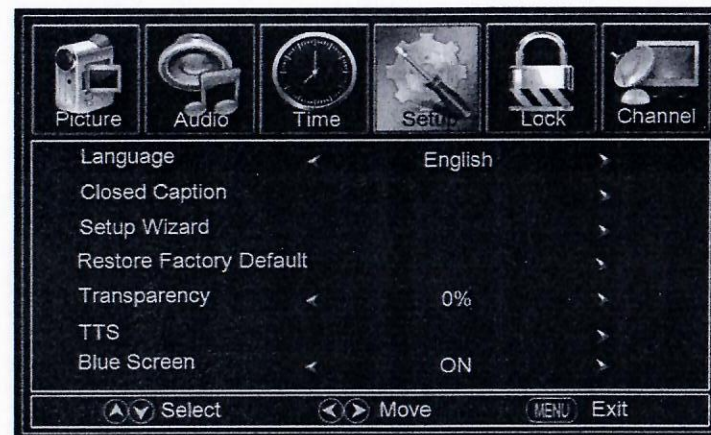 Picture Audio Time Setup Lock Channel
Language English
Closed Caption
Setup Wizard
Restore Factory Default
Transparency 0%
TTS
Blue Screen ON
Select Move MENU Exit